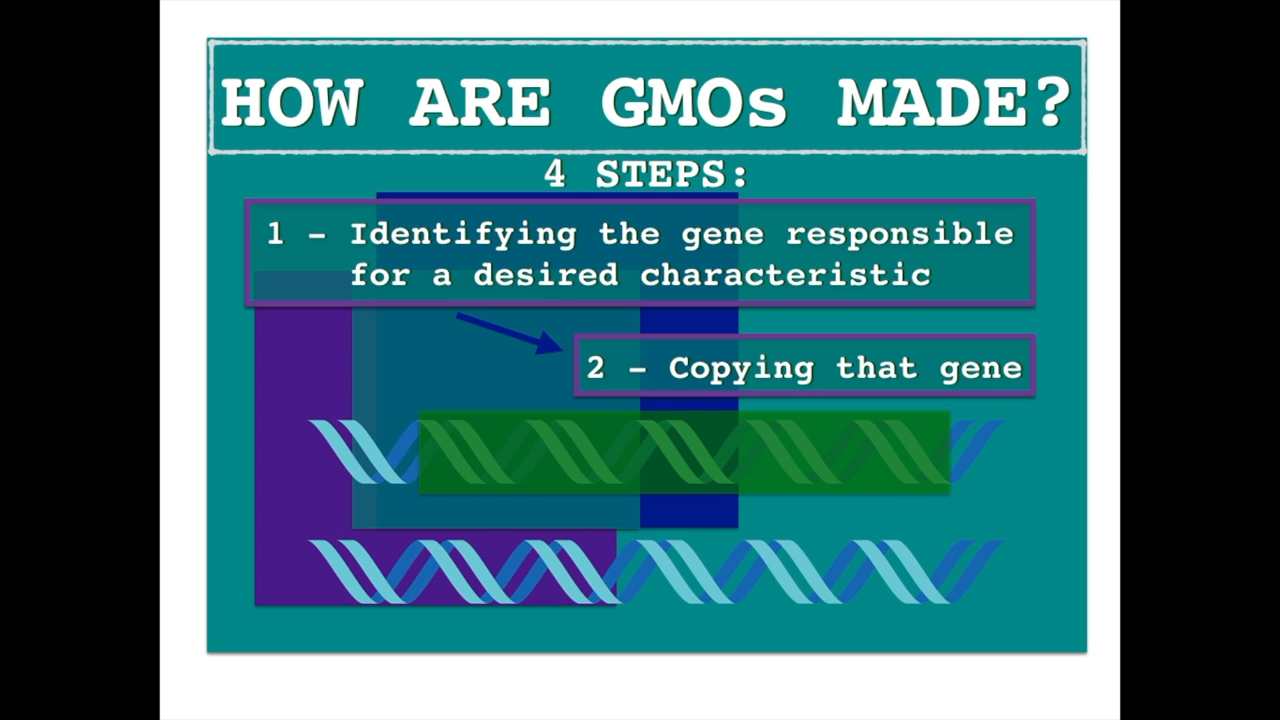 HOW ARE GMOs MADE?
4 STEPS:
1 - Identifying the gene responsible
for a desired characteristic
2 - Copying that gene